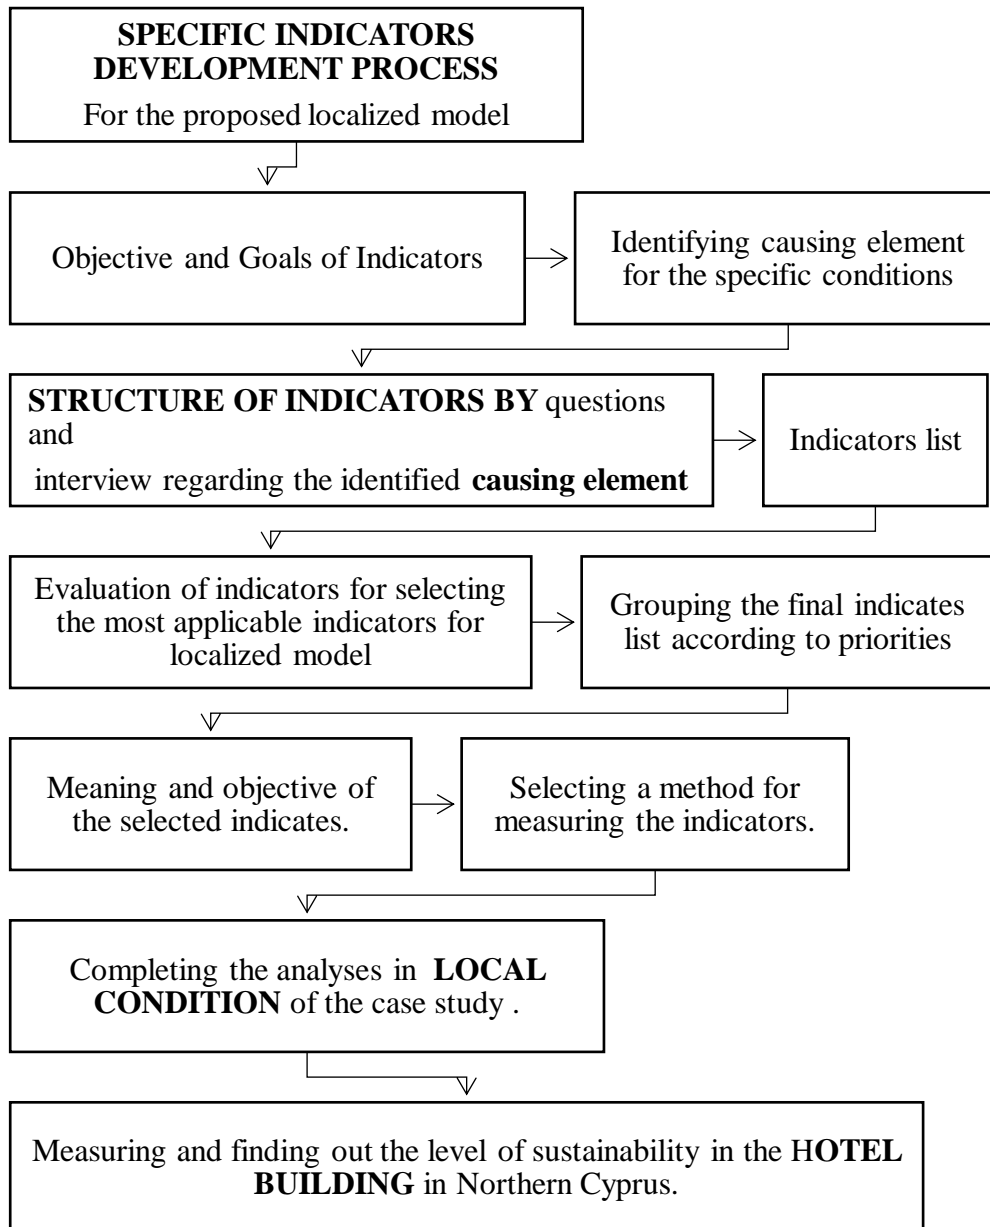 SPECIFIC INDICATORS
DEVELOPMENT PROCESS
For the proposed localized model
Objective and Goals of Indicators
Identifying causing element
for the specific conditions
STRUCTURE OF INDICATORS BY questions
and
interview regarding the identified causing element
Indicators list
Evaluation of indicators for selecting
the most applicable indicators for
localized model
Grouping the final indicates
list according to priorities
Meaning and objective of
the selected indicates.
Selecting a method for
measuring the indicators.
Completing the analyses in LOCAL
CONDITION of the case study .
Measuring and finding out the level of sustainability in the HOTEL
BUILDING in Northern Cyprus.